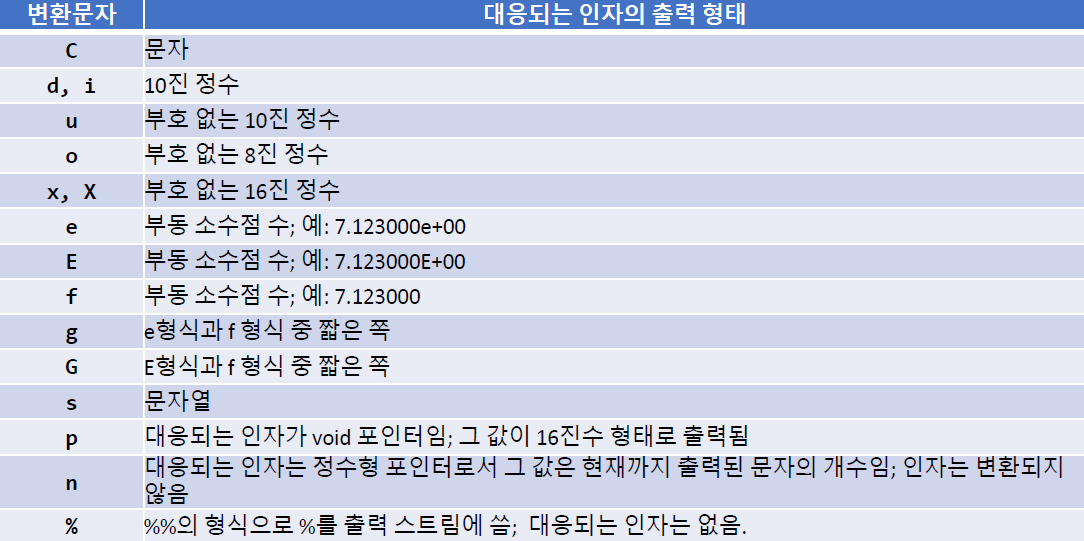 변환문자 대응되는 인자의 출력 형태
C 문자
d, i 10진 정수
u 부호 없는 10진 정수
o 부호 없는 8진 정수
x, X 부호 없는 16진 정수
e 부동 소수점 수; 예: 7.123000e+00
E 부동 소수점 수; 예: 7.123000E+00
f 부동 소수점 수; 예: 7.123000
g e형식과 f 형식 중 짧은 쪽
G E형식과 f 형식 중 짧은 쪽
s 문자열
p 대응되는 인자가 void 포인터임; 그 값이 16진수 형태로 출력됨
n 대응되는 인자는 정수형 포인터로서 그 값은 현재까지 출력된 문자의 개수임; 인자는 변환되지
않음
% %%의 형식으로 %를 출력 스트림에 씀; 대응되는 인자는 없음.